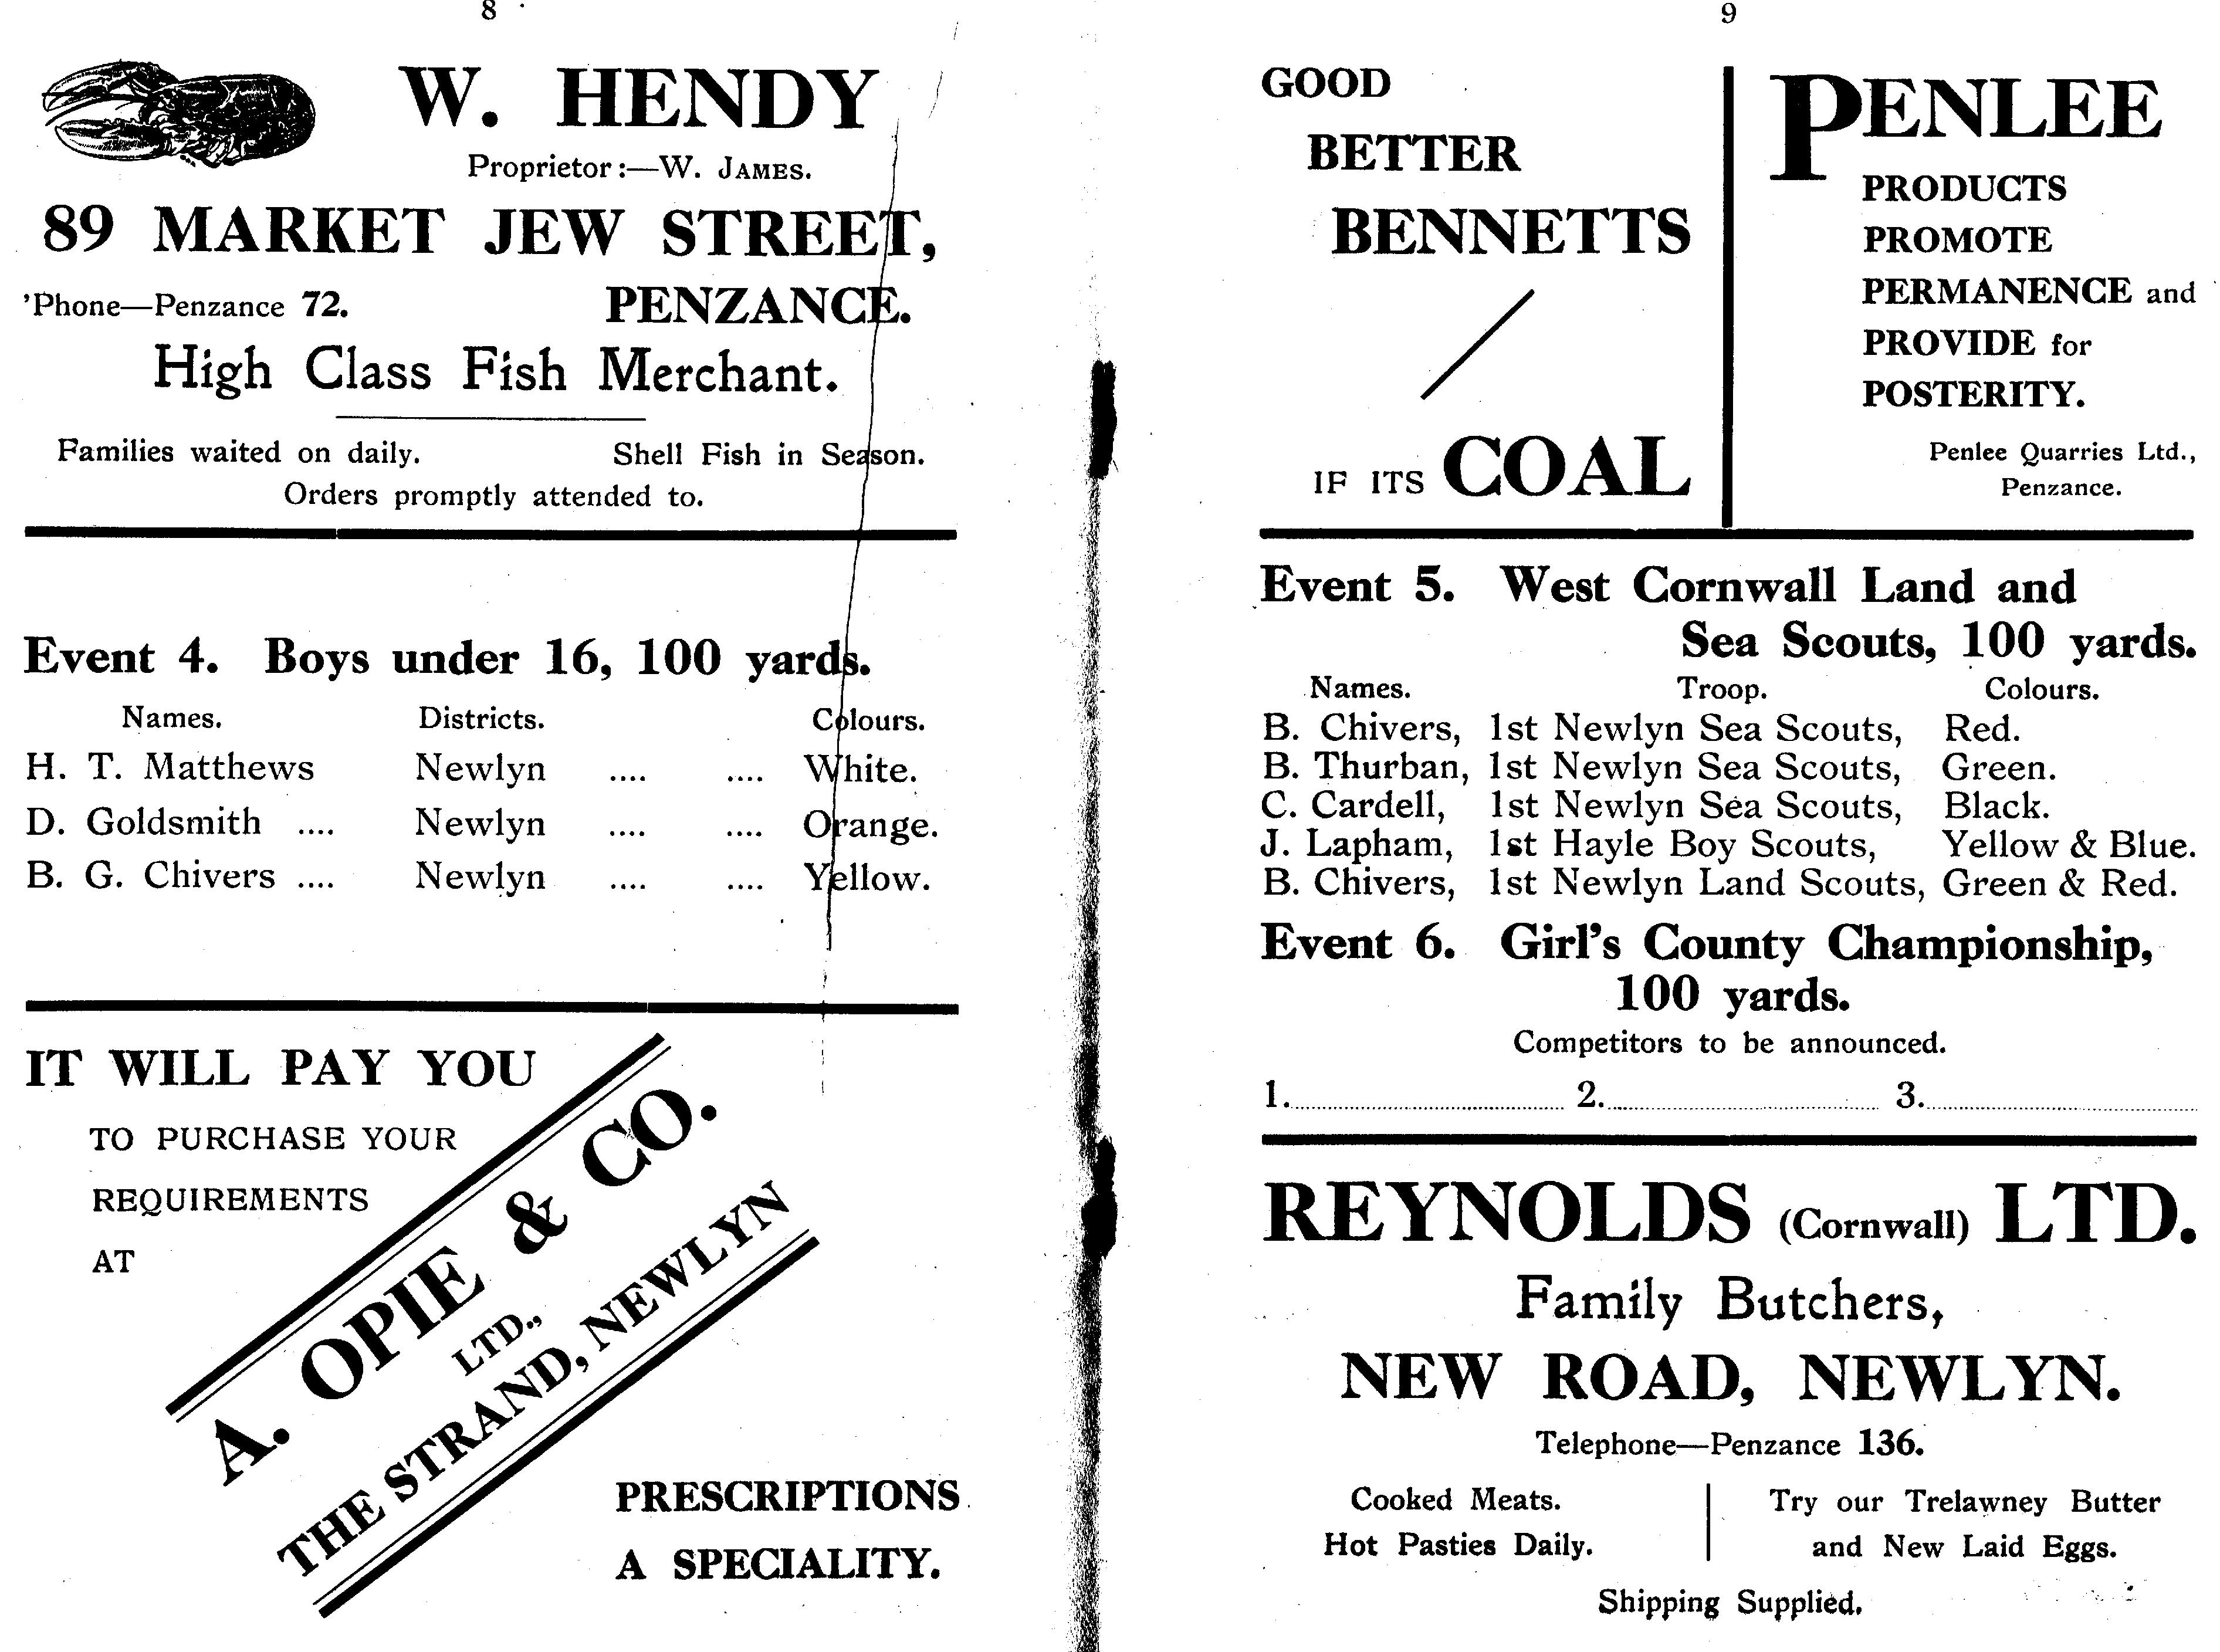 8
W. HENDY
Proprietor :—W. JAMES.
89 MARKET JEW STREET,
'Phone—Penzance 72. PENZANCE.
High Class Fish Merchant.
Families waited on daily. Shell Fish in Season.
Orders promptly attended to.
Event 4. Boys under 16, 100 yards.
Names. Districts. Colours.
H. T. Matthews Newlyn .... .... White.
D. Goldsmith .... Newlyn .... .... Orange.
B. G. Chivers .... Newlyn .... .... Yellow.
IT WILL PAY YOU
TO PURCHASE YOUR
REQUIREMENTS
AT
A. OPIE & CO.
LTD.,
THE STRAND, NEWLYN
PRESCRIPTIONS
A SPECIALITY.
9
GOOD
BETTER
BENNETTS
IF ITS COAL
PENLEE
PRODUCTS
PROMOTE
PERMANENCE and
PROVIDE for
POSTERITY.
Penlee Quarries Ltd.,
Penzance.
Event 5. West Cornwall Land and
Sea Scouts, 100 yards.
Names. Troop. Colours.
B. Chivers, 1st Newlyn Sea Scouts, Red.
B. Thurban, 1st Newlyn Sea Scouts, Green.
C. Cardell, 1st Newlyn Sea Scouts, Black.
J. Lapham, 1st Hayle Boy Scouts, Yellow & Blue.
B. Chivers, 1st Newlyn Land Scouts, Green & Red.
Event 6. Girl's County Championship,
100 yards.
Competitors to be announced.
1. 2. 3.
REYNOLDS (Cornwall) LTD.
Family Butchers,
NEW ROAD, NEWLYN.
Telephone—Penzance 136.
Cooked Meats.
Hot Pasties Daily.
Try our Trelawney Butter
and New Laid Eggs.
Shipping Supplied.